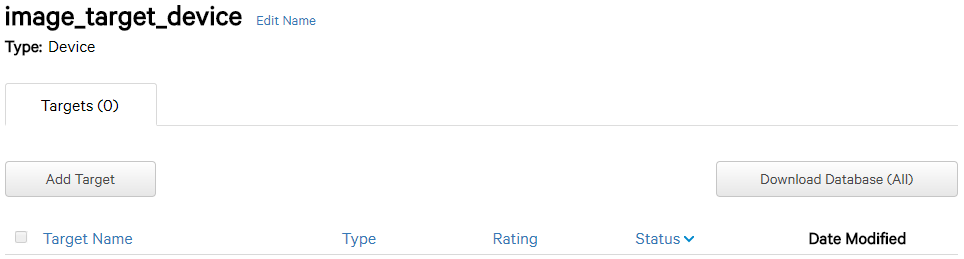 image_target_device Edit Name
Type: Device
Targets (0)
Add Target Download Database (All)
Target Name Type Rating Status Date Modified